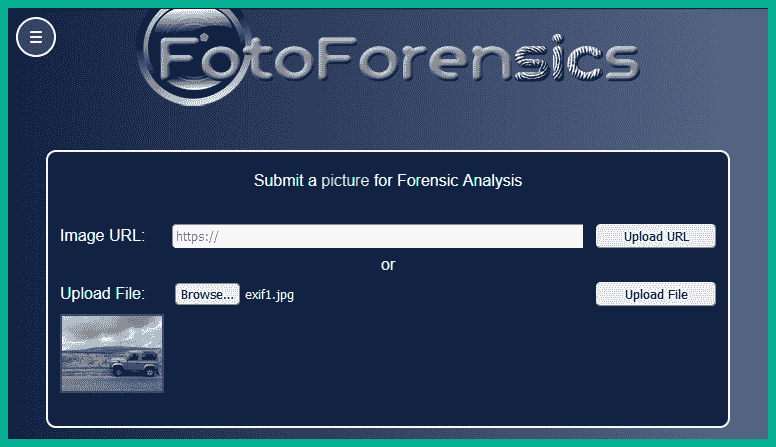 FotoForensics
Submit a picture for Forensic Analysis
Image URL: https:// Upload URL
or
Upload File: Browse... exif1.jpg Upload File